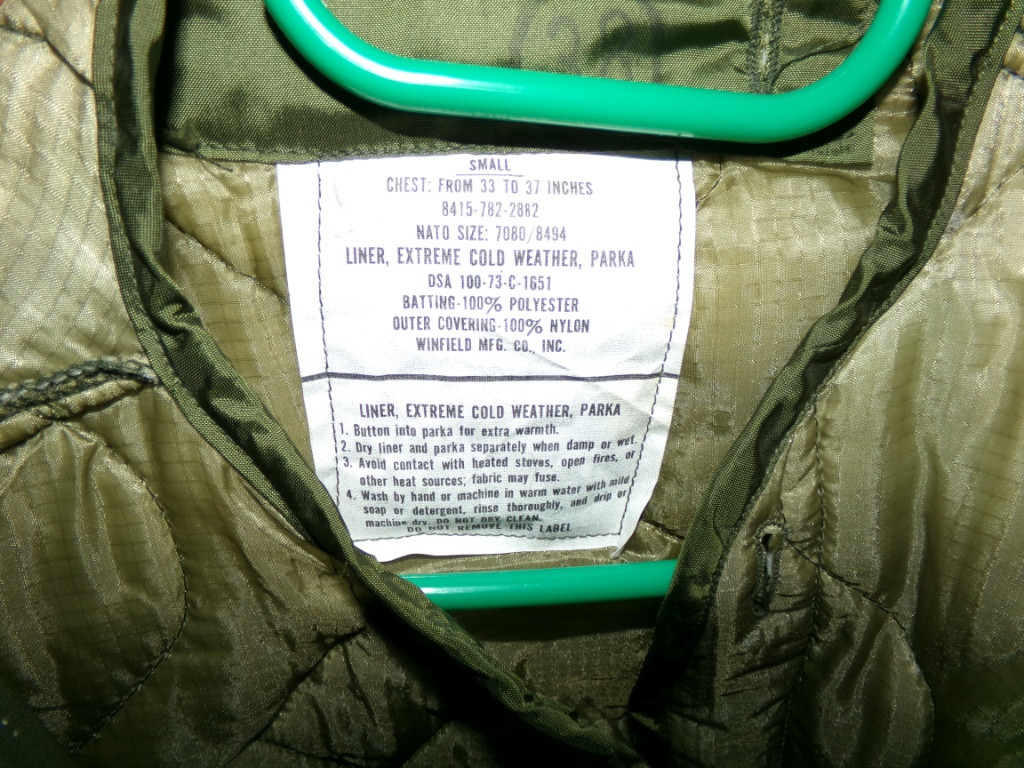 SMALL
CHEST: FROM 33 TO 37 INCHES
8415-782-2882
NATO SIZE: 7080/8494
LINER, EXTREME COLD WEATHER, PARKA
DSA 100-73-C-1651
BATTING-100% POLYESTER
OUTER COVERING-100% NYLON
WINFIELD MFG. CO., INC.
LINER, EXTREME COLD WEATHER, PARKA
1. Button into parka for extra warmth.
2. Dry liner and parka separately when damp or wet.
3. Avoid contact with heated stoves, open fires, or
other heat sources; fabric may fuse.
4. Wash by hand or machine in warm water with mild
soap or detergent, rinse thoroughly, and drip or
machine dry. DO NOT DRY CLEAN.
DO NOT REMOVE THIS LABEL